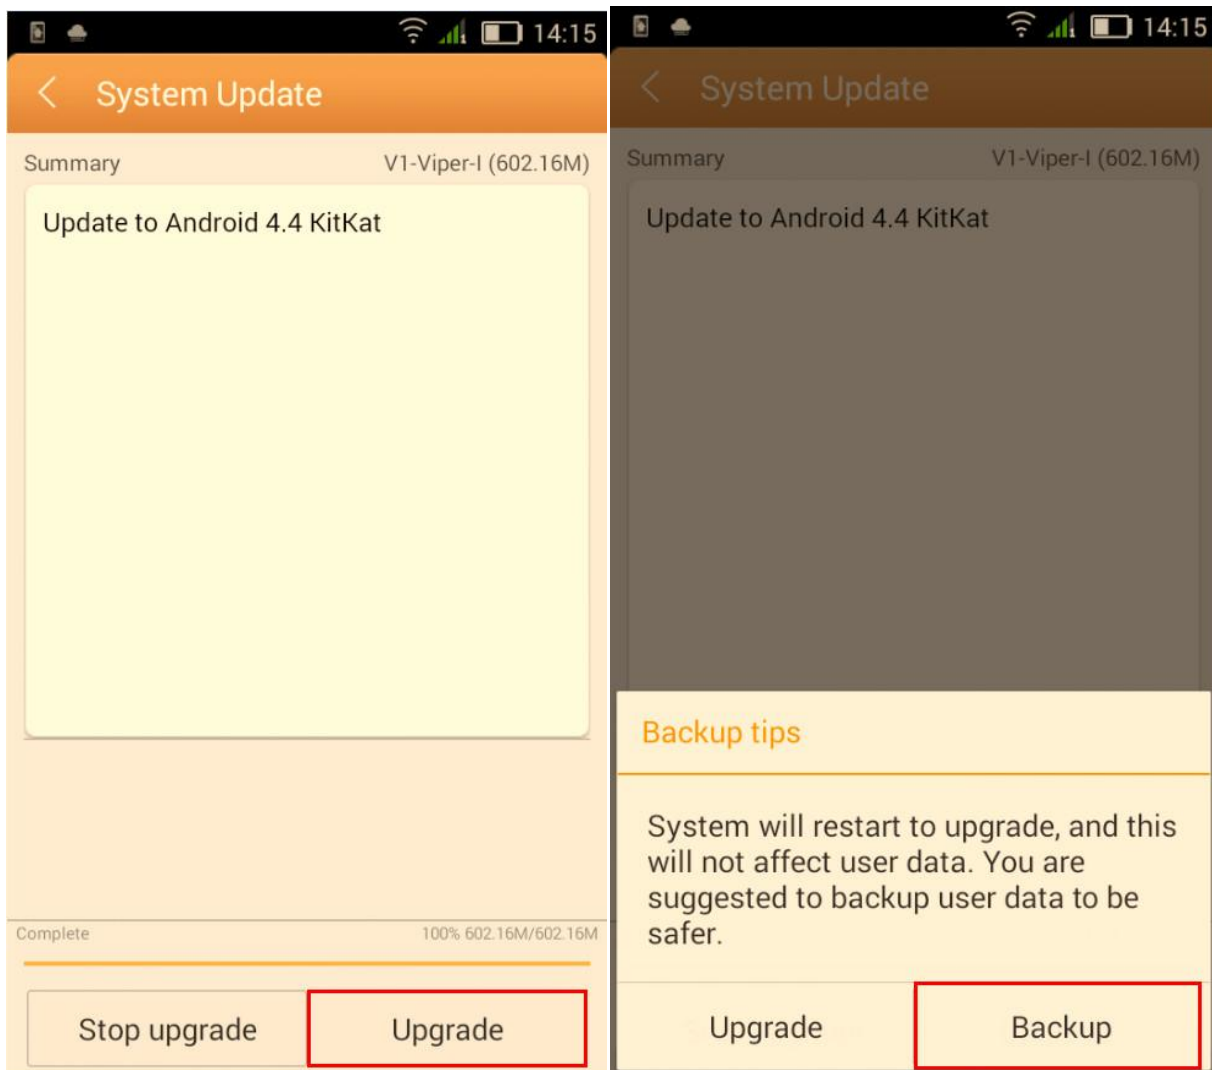 14:15
System Update
Summary V1-Viper-I (602.16M)
Update to Android 4.4 KitKat
Complete 100% 602.16M/602.16M
Stop upgrade Upgrade
14:15
System Update
Summary V1-Viper-I (602.16M)
Update to Android 4.4 KitKat
Backup tips
System will restart to upgrade, and this
will not affect user data. You are
suggested to backup user data to be
safer.
Upgrade Backup